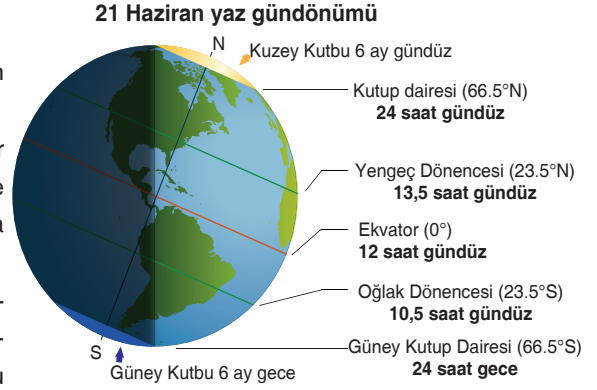 21 Haziran yaz gündönümü
N
Kuzey Kutbu 6 ay gündüz
Kutup dairesi (66.5°N)
24 saat gündüz
Yengeç Dönencesi (23.5°N)
13,5 saat gündüz
Ekvator (0°)
12 saat gündüz
Oğlak Dönencesi (23.5°S)
10,5 saat gündüz
Güney Kutup Dairesi (66.5°S)
24 saat gece
S
Güney Kutbu 6 ay gece